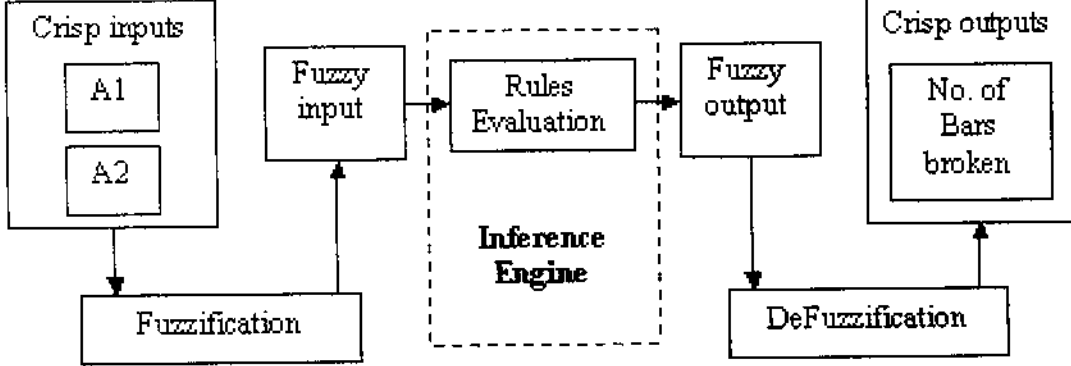 Crisp inputs
A1
A2
Fuzzification
Fuzzy
input
Rules
Evaluation
Inference
Engine
Fuzzy
output
DeFuzzification
Crisp outputs
No. of
Bars
broken